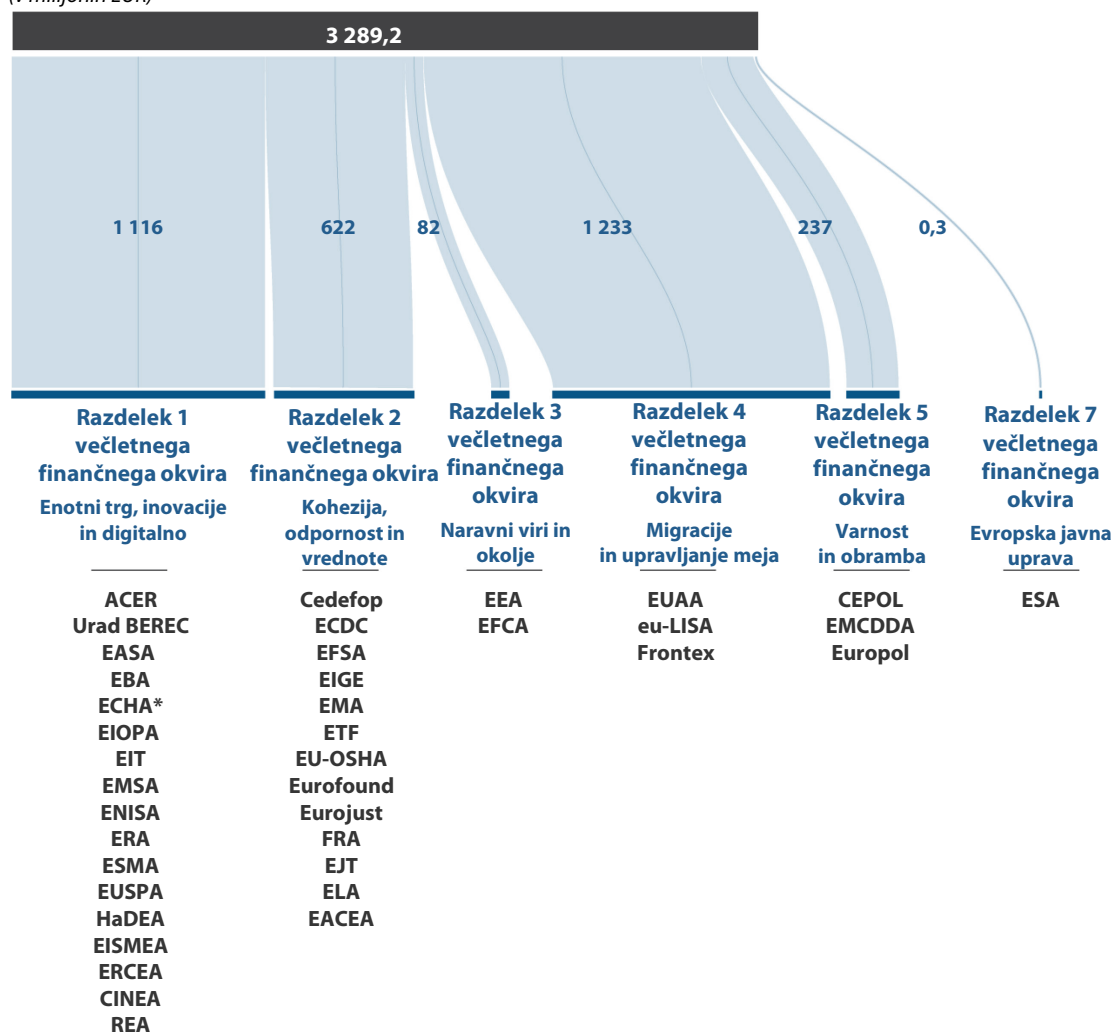 3 289,2
1 116
622
82
1 233
237
0,3
Razdelek 1
večletnega
finančnega okvira
Enotni trg, inovacije
in digitalno
ACER
Urad BEREC
EASA
EBA
ECHA*
EIOPA
EIT
EMSA
ENISA
ERA
ESMA
EUSPA
HaDEA
EISMEA
ERCEA
CINEA
REA
Razdelek 2
večletnega
finančnega okvira
Kohezija,
odpornost in
vrednote
Cedefop
ECDC
EFSA
EIGE
EMA
ETF
EU-OSHA
Eurofound
Eurojust
FRA
EJT
ELA
EACEA
Razdelek 3
večletnega
finančnega
okvira
Naravni viri in
okolje
EEA
EFCA
Razdelek 4
večletnega
finančnega
okvira
Migracije
in upravljanje meja
EUAA
eu-LISA
Frontex
Razdelek 5
večletnega
finančnega
okvira
Varnost
in obramba
CEPOL
EMCDDA
Europol
Razdelek 7
večletnega
finančnega
okvira
Evropska javna
uprava
ESA